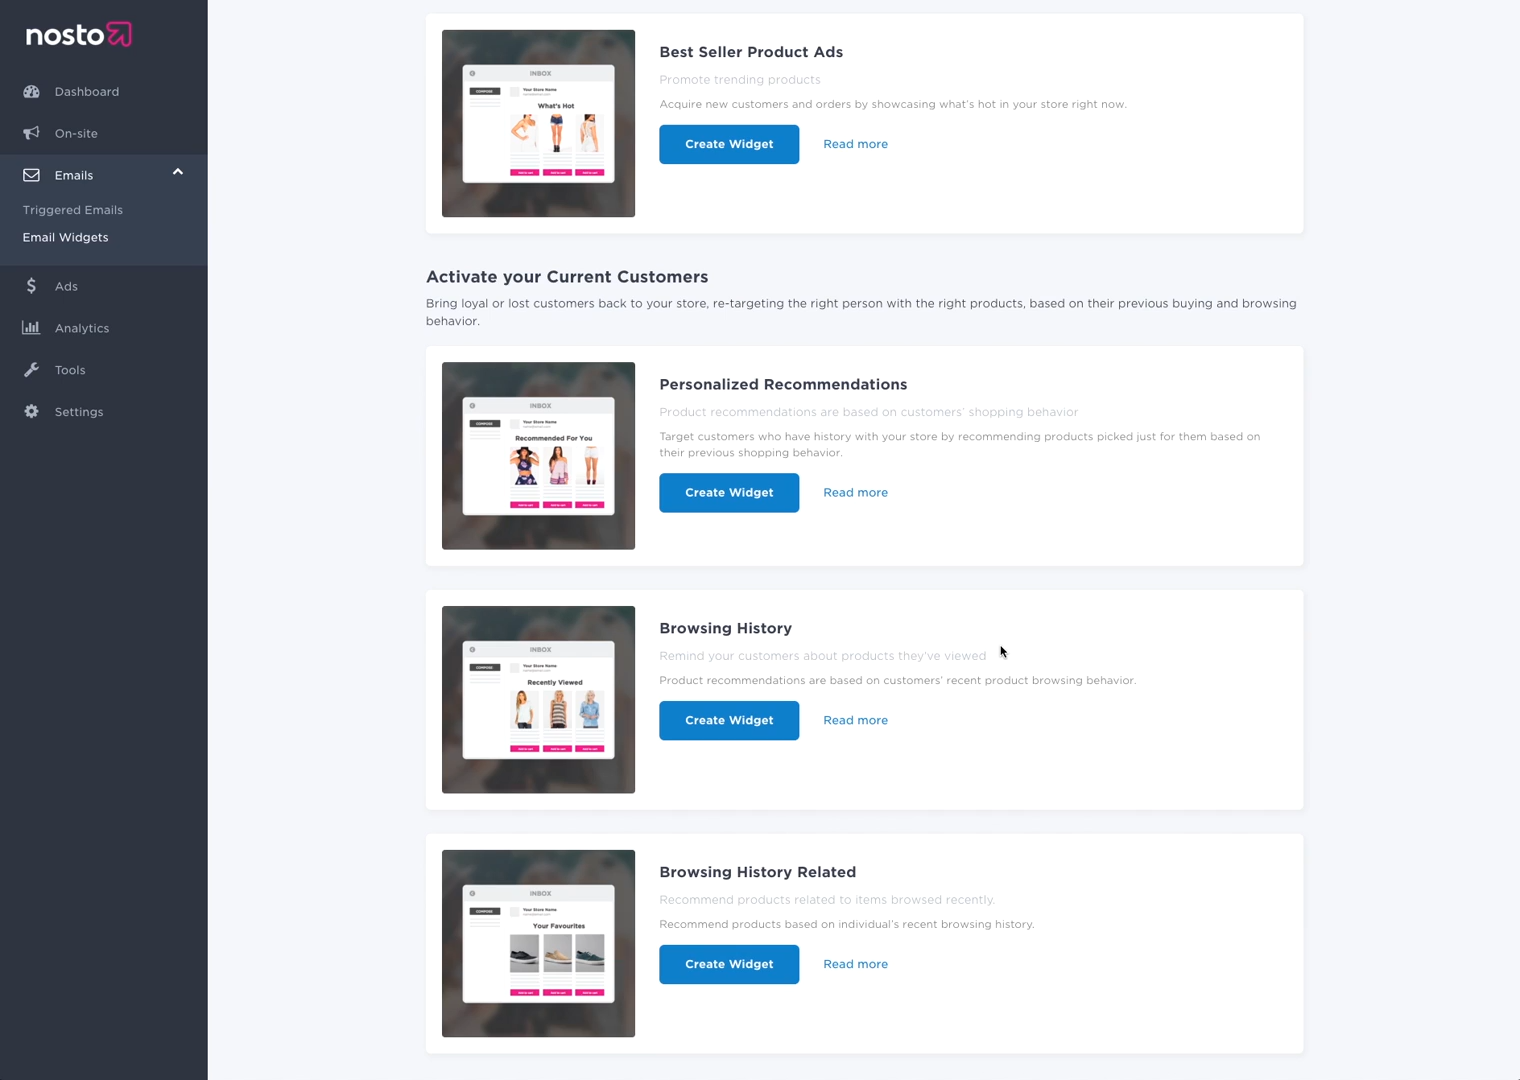 nosto
Dashboard
On-site
Emails
Triggered Emails
Email Widgets
Ads
Analytics
Tools
Settings
INBOX
COMPOSE
Your Store Name
What's Hot
Best Seller Product Ads
Promote trending products
Acquire new customers and orders by showcasing what's hot in your store right now.
Create Widget
Read more
Activate your Current Customers
Bring loyal or lost customers back to your store, re-targeting the right person with the right products, based on their previous buying and browsing
behavior.
INBOX
COMPOSE
Your Store Name
Recommended For You
Personalized Recommendations
Product recommendations are based on customers' shopping behavior
Target customers who have history with your store by recommending products picked just for them based on
their previous shopping behavior.
Create Widget
Read more
INBOX
COMPOSE
Your Store Name
Recently Viewed
Browsing History
Remind your customers about products they've viewed
Product recommendations are based on customers' recent product browsing behavior.
Create Widget
Read more
INBOX
COMPOSE
Your Store Name
Your Favourites
Browsing History Related
Recommend products related to items browsed recently.
Recommend products based on individual's recent browsing history.
Create Widget
Read more